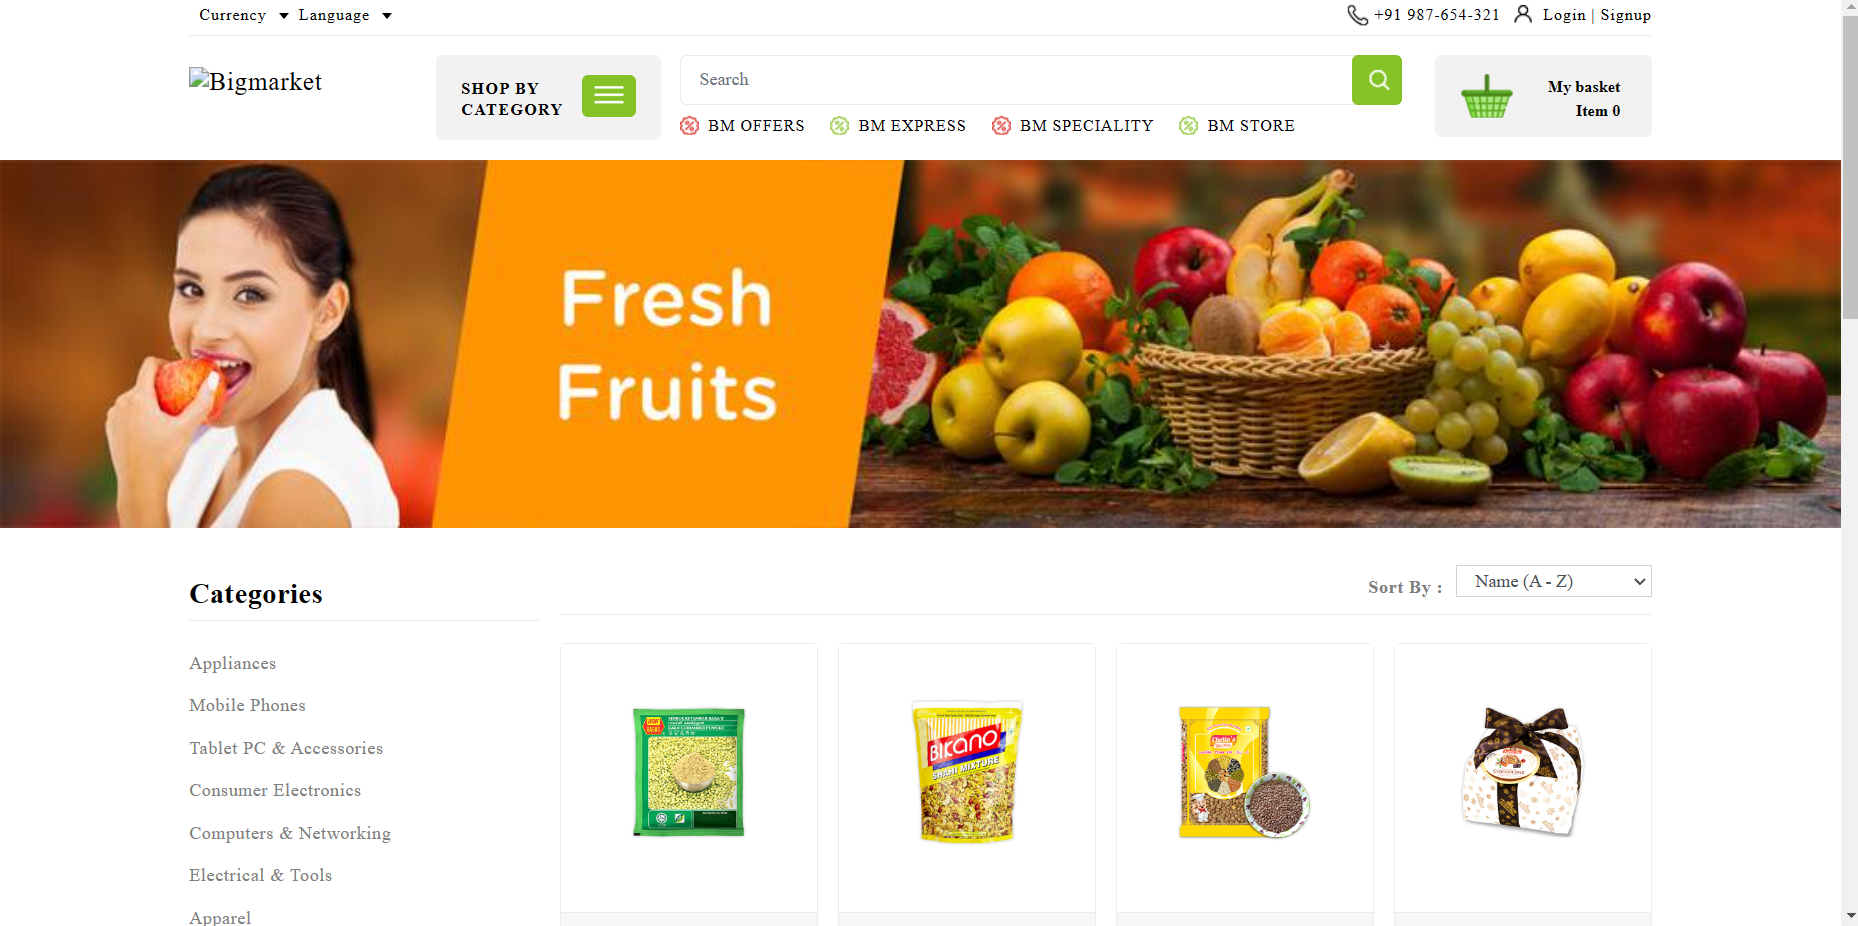 Currency Language +91 987-654-321 Login | Signup
Bigmarket
SHOP BY
CATEGORY
Search
My basket
Item 0
BM OFFERS BM EXPRESS BM SPECIALITY BM STORE
Fresh
Fruits
Categories
Sort By : Name (A - Z)
Appliances
Mobile Phones
Tablet PC & Accessories
Consumer Electronics
Computers & Networking
Electrical & Tools
Apparel
BABAS
BIKANO
SHAHI MIXTURE